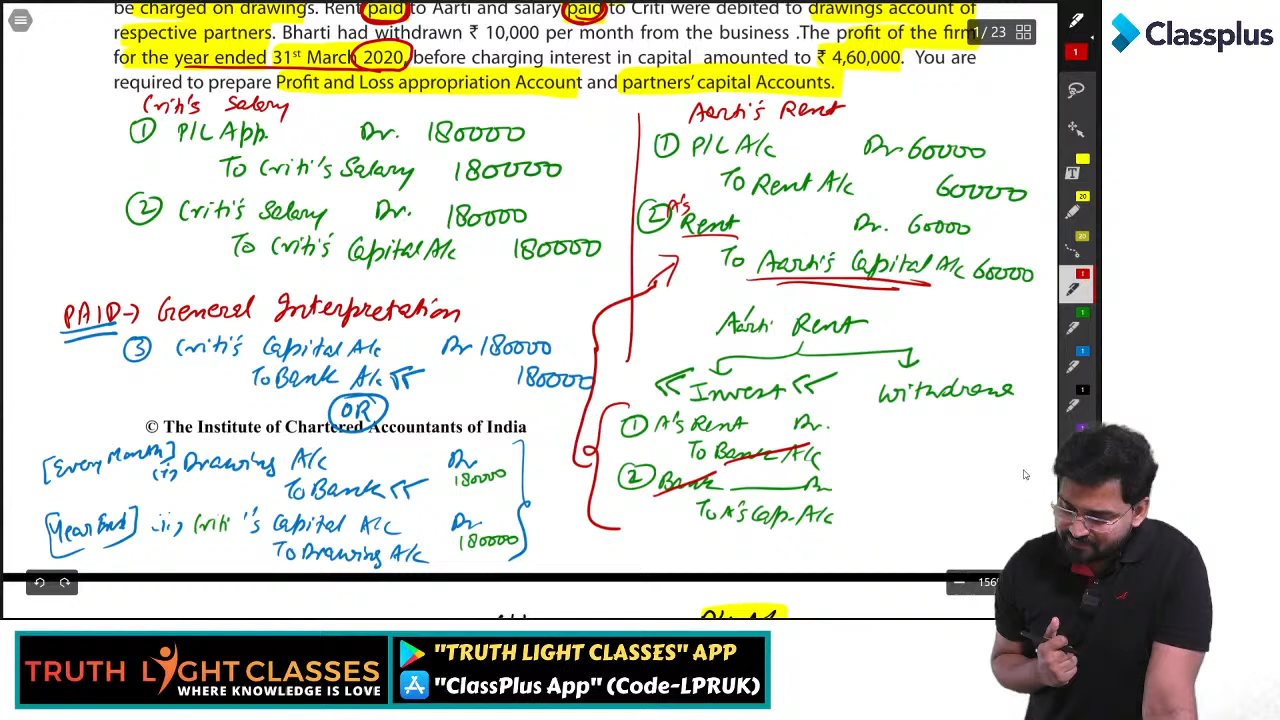 be charged on drawings. Rent paid to Aarti and salary paid to Criti were debited to drawings account of
respective partners. Bharti had withdrawn ₹ 10,000 per month from the business .The profit of the firm
for the year ended 31st March 2020, before charging interest in capital amounted to ₹ 4,60,000. You are
required to prepare Profit and Loss appropriation Account and partners' capital Accounts.
1 / 23
Classplus
Criti's Salary
① P/L App. Dr. 180000
To Criti's Salary 180000
② Criti's Salary Dr. 180000
To Criti's Capital A/c 180000
PAID → General Interpretation
③ Criti's Capital A/c Dr 180000
To Bank A/c 180000
OR
© The Institute of Chartered Accountants of India
[Every Month] (i) Drawing A/c Dr 180000
To Bank
[Year End] (ii) Criti's Capital A/c Dr 180000
To Drawing A/c
Aarti's Rent
① P/L A/c Dr 60000
To Rent A/c 60000
② A's Rent Dr. 60000
To Aarti's Capital A/c 60000
Aarti Rent
<< Invest << Withdrawe
① A's Rent Dr.
To Bank A/c
② Bank Dr
To A's Cap. A/c
TRUTH LIGHT CLASSES
WHERE KNOWLEDGE IS LOVE
"TRUTH LIGHT CLASSES" APP
"ClassPlus App" (Code-LPRUK)